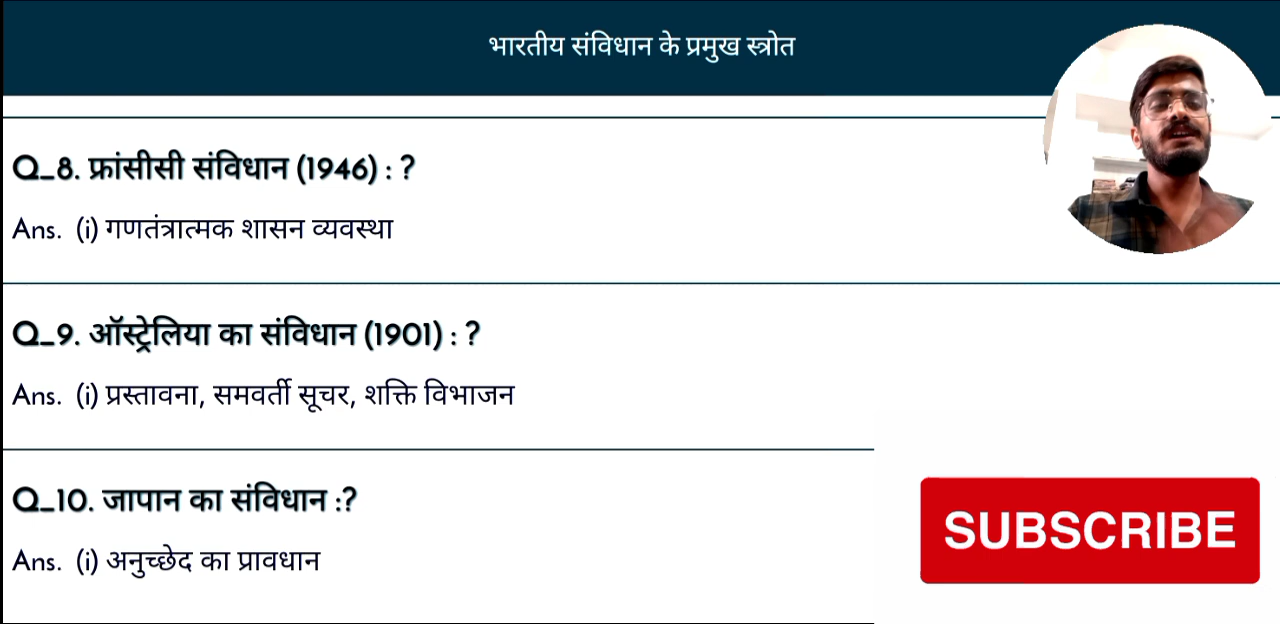 भारतीय संविधान के प्रमुख स्त्रोत
Q_8. फ्रांसीसी संविधान (1946) : ?
Ans. (i) गणतंत्रात्मक शासन व्यवस्था
Q_9. ऑस्ट्रेलिया का संविधान (1901) : ?
Ans. (i) प्रस्तावना, समवर्ती सूचर, शक्ति विभाजन
Q_10. जापान का संविधान :?
Ans. (i) अनुच्छेद का प्रावधान
SUBSCRIBE